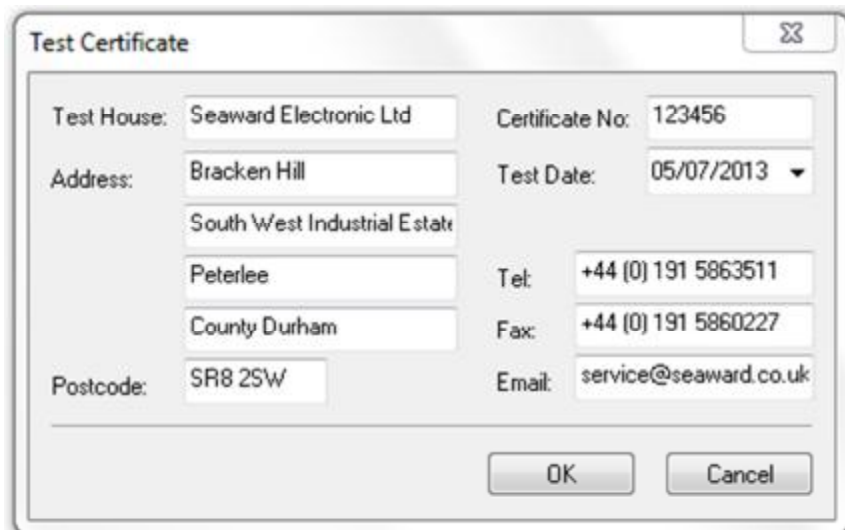 Test Certificate
Test House: Seaward Electronic Ltd
Certificate No: 123456
Address: Bracken Hill
Test Date: 05/07/2013
South West Industrial Estate
Peterlee
Tel: +44 (0) 191 5863511
County Durham
Fax: +44 (0) 191 5860227
Postcode: SR8 2SW
Email: service@seaward.co.uk
OK
Cancel